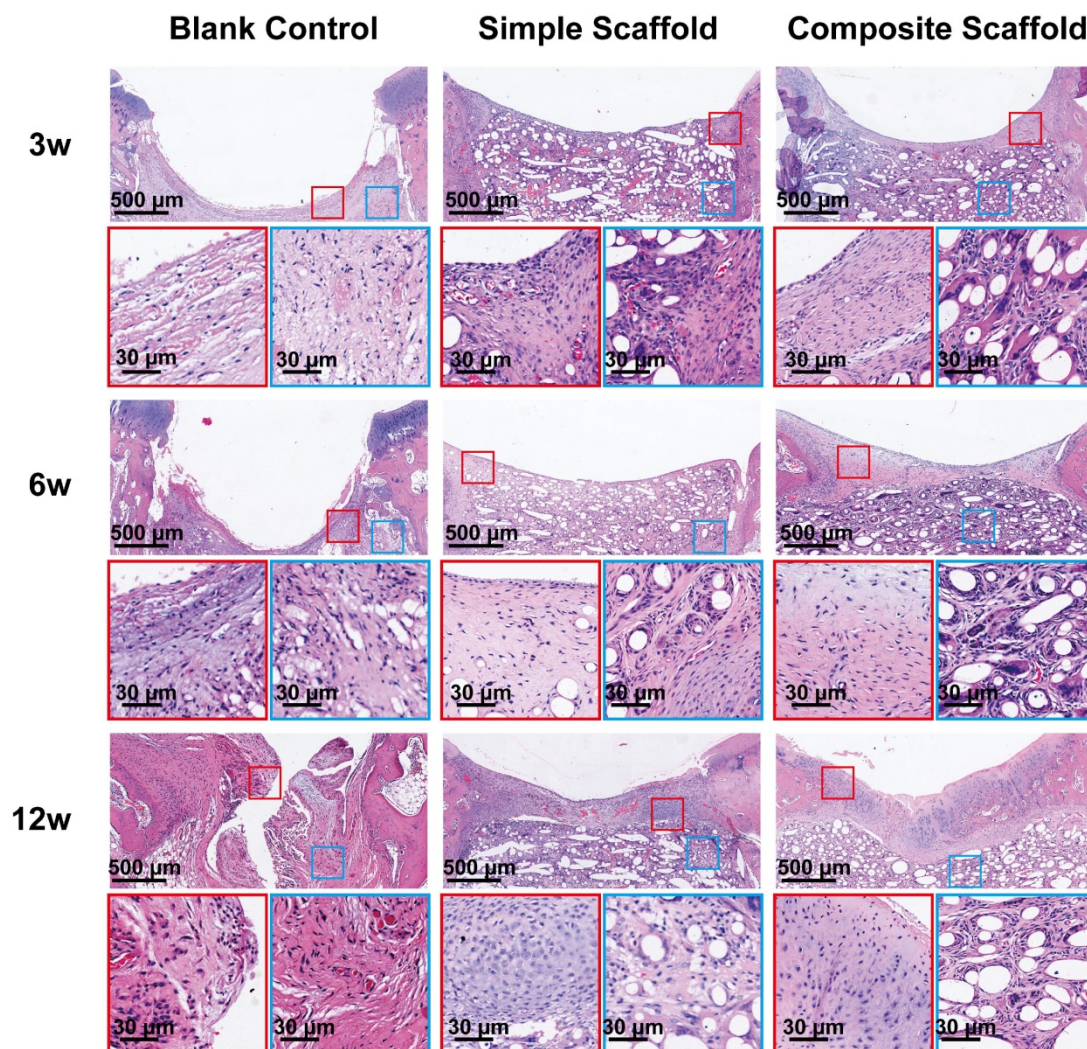 Blank Control Simple Scaffold Composite Scaffold
3w
500 µm 500 µm 500 µm
30 µm 30 µm 30 µm 30 µm 30 µm 30 µm
6w
500 µm 500 µm 500 µm
30 µm 30 µm 30 µm 30 µm 30 µm 30 µm
12w
500 µm 500 µm 500 µm
30 µm 30 µm 30 µm 30 µm 30 µm 30 µm